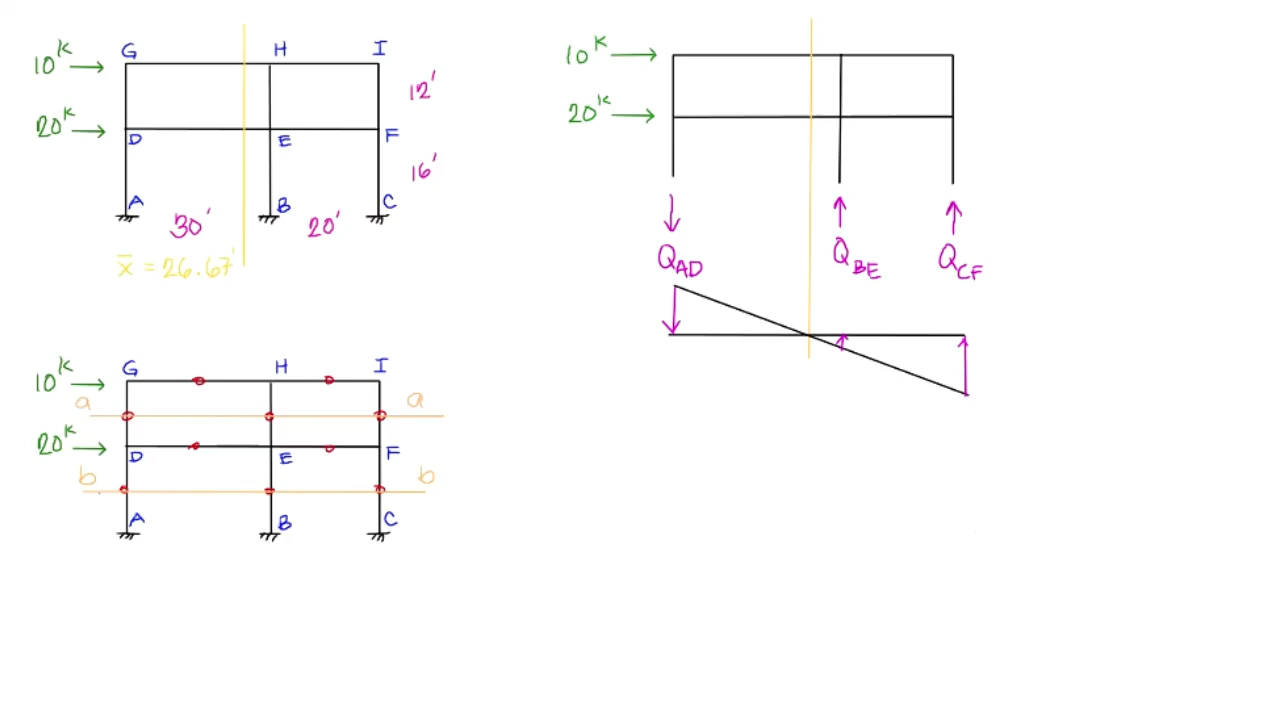 G H I
10ᴷ
12'
20ᴷ
D E F
16'
A B C
30' 20'
x̄ = 26.67'
G H I
10ᴷ
a a
20ᴷ
D E F
b b
A B C
10ᴷ
20ᴷ
Q_AD Q_BE Q_CF